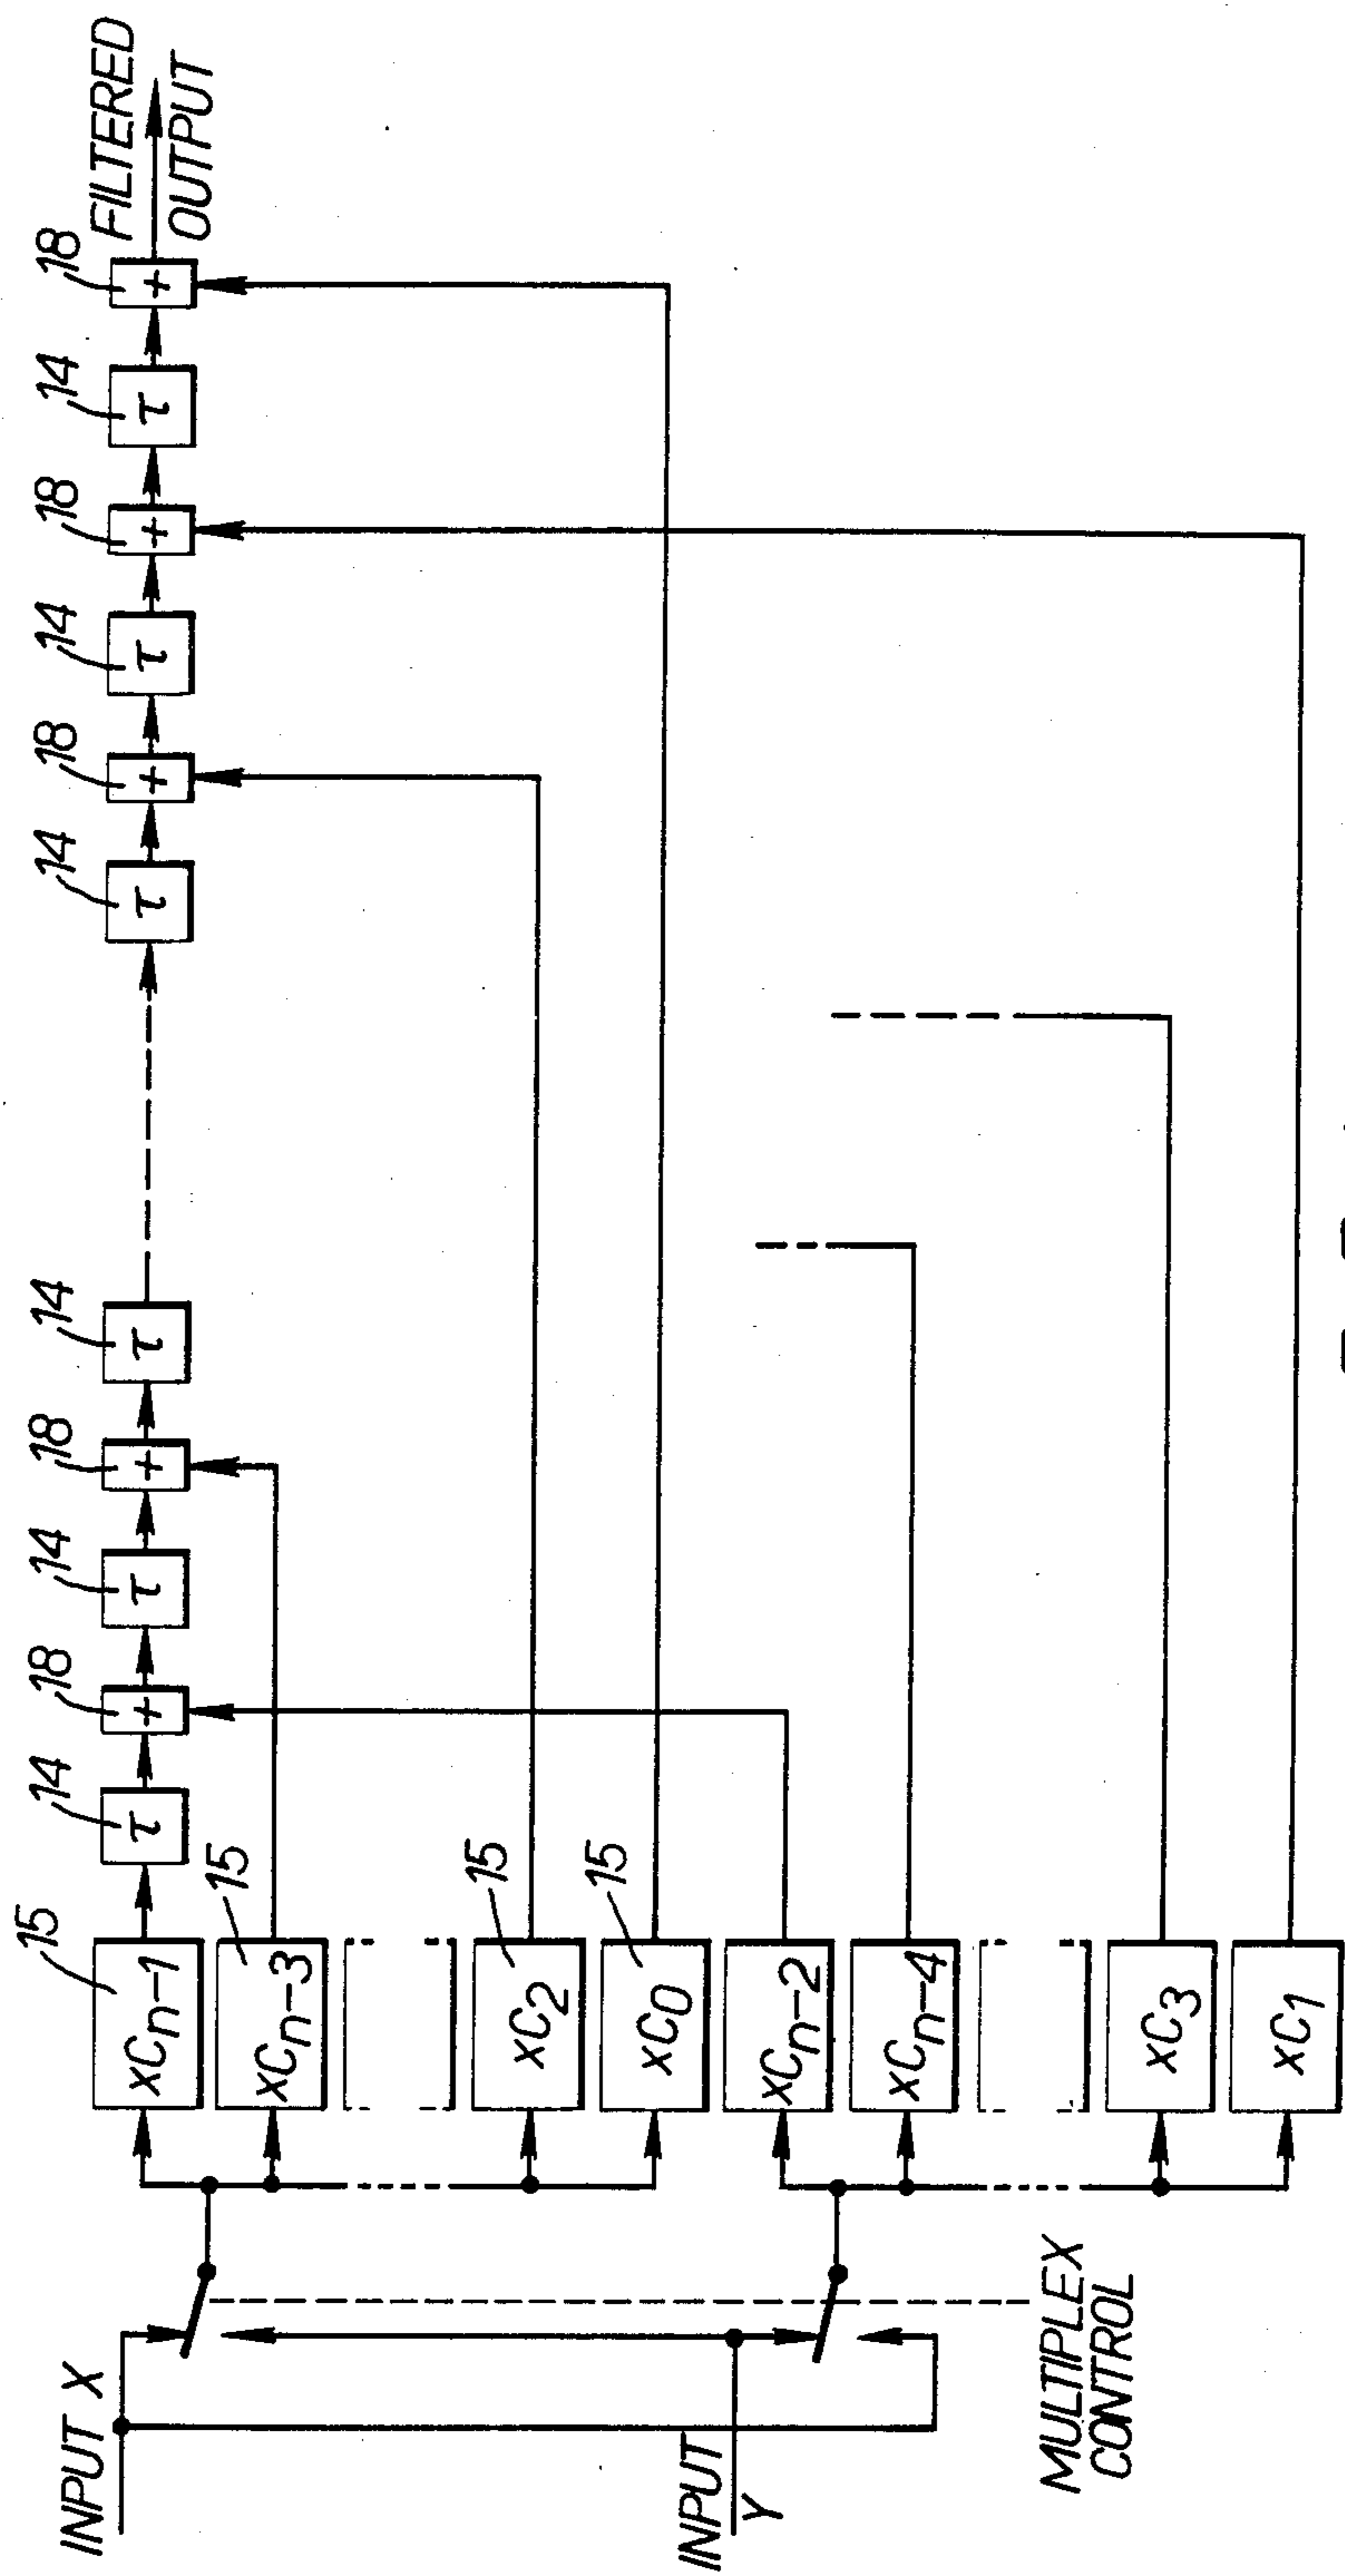 15 14 18 14 18 14 14 18 14 18 14 18
FILTERED
OUTPUT
INPUT X
xCn-1 τ + τ + τ τ + τ + τ +
15
xCn-3
15
xC2
15
xC0
INPUT
Y
xCn-2
xCn-4
MULTIPLEX
CONTROL
xC3
xC1